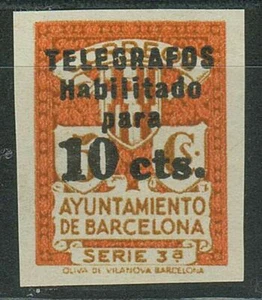 TELEGRAFOS
Habilitado
para
10 cts.
AYUNTAMIENTO
DE BARCELONA
SERIE 3ª
OLIVA DE VILANOVA BARCELONA